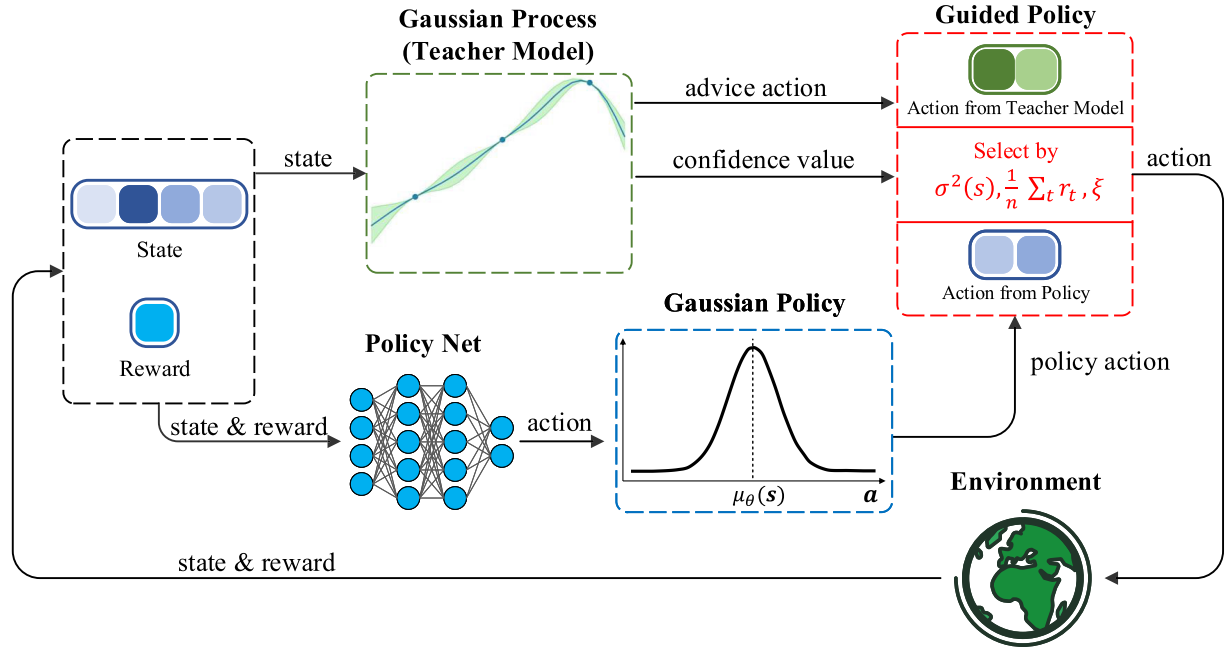 Gaussian Process
(Teacher Model)
Guided Policy
advice action
Action from Teacher Model
state
confidence value
Select by
σ²(s), 1/n ∑ₜ rₜ , ξ
action
State
Action from Policy
Reward
Gaussian Policy
Policy Net
policy action
state & reward
action
μ_θ(s)
a
Environment
state & reward